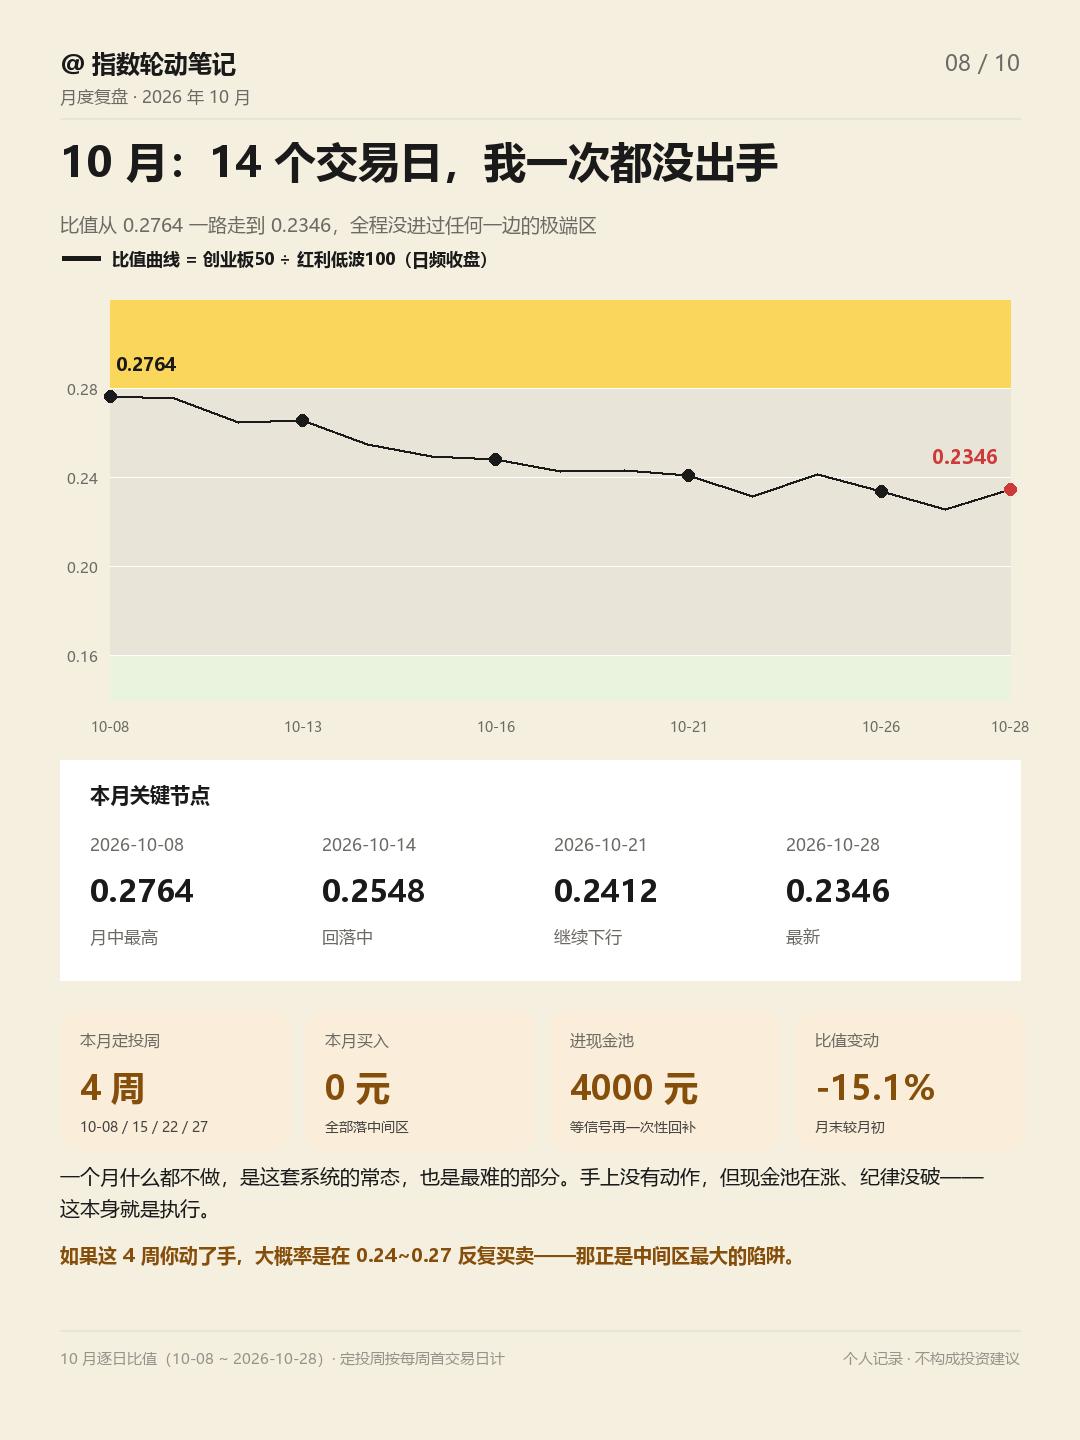 @ 指数轮动笔记
08 / 10
月度复盘 · 2026 年 10 月
10 月：14 个交易日，我一次都没出手
比值从 0.2764 一路走到 0.2346，全程没进过任何一边的极端区
比值曲线 = 创业板50 ÷ 红利低波100（日频收盘）
0.2764
0.28
0.2346
0.24
0.20
0.16
10-08
10-13
10-16
10-21
10-26
10-28
本月关键节点
2026-10-08
2026-10-14
2026-10-21
2026-10-28
0.2764
0.2548
0.2412
0.2346
月中最高
回落中
继续下行
最新
本月定投周
本月买入
进现金池
比值变动
4 周
0 元
4000 元
-15.1%
10-08 / 15 / 22 / 27
全部落中间区
等信号再一次性回补
月末较月初
一个月什么都不做，是这套系统的常态，也是最难的部分。手上没有动作，但现金池在涨、纪律没破——
这本身就是执行。
如果这 4 周你动了手，大概率是在 0.24~0.27 反复买卖——那正是中间区最大的陷阱。
10 月逐日比值（10-08 ~ 2026-10-28）· 定投周按每周首交易日计
个人记录 · 不构成投资建议